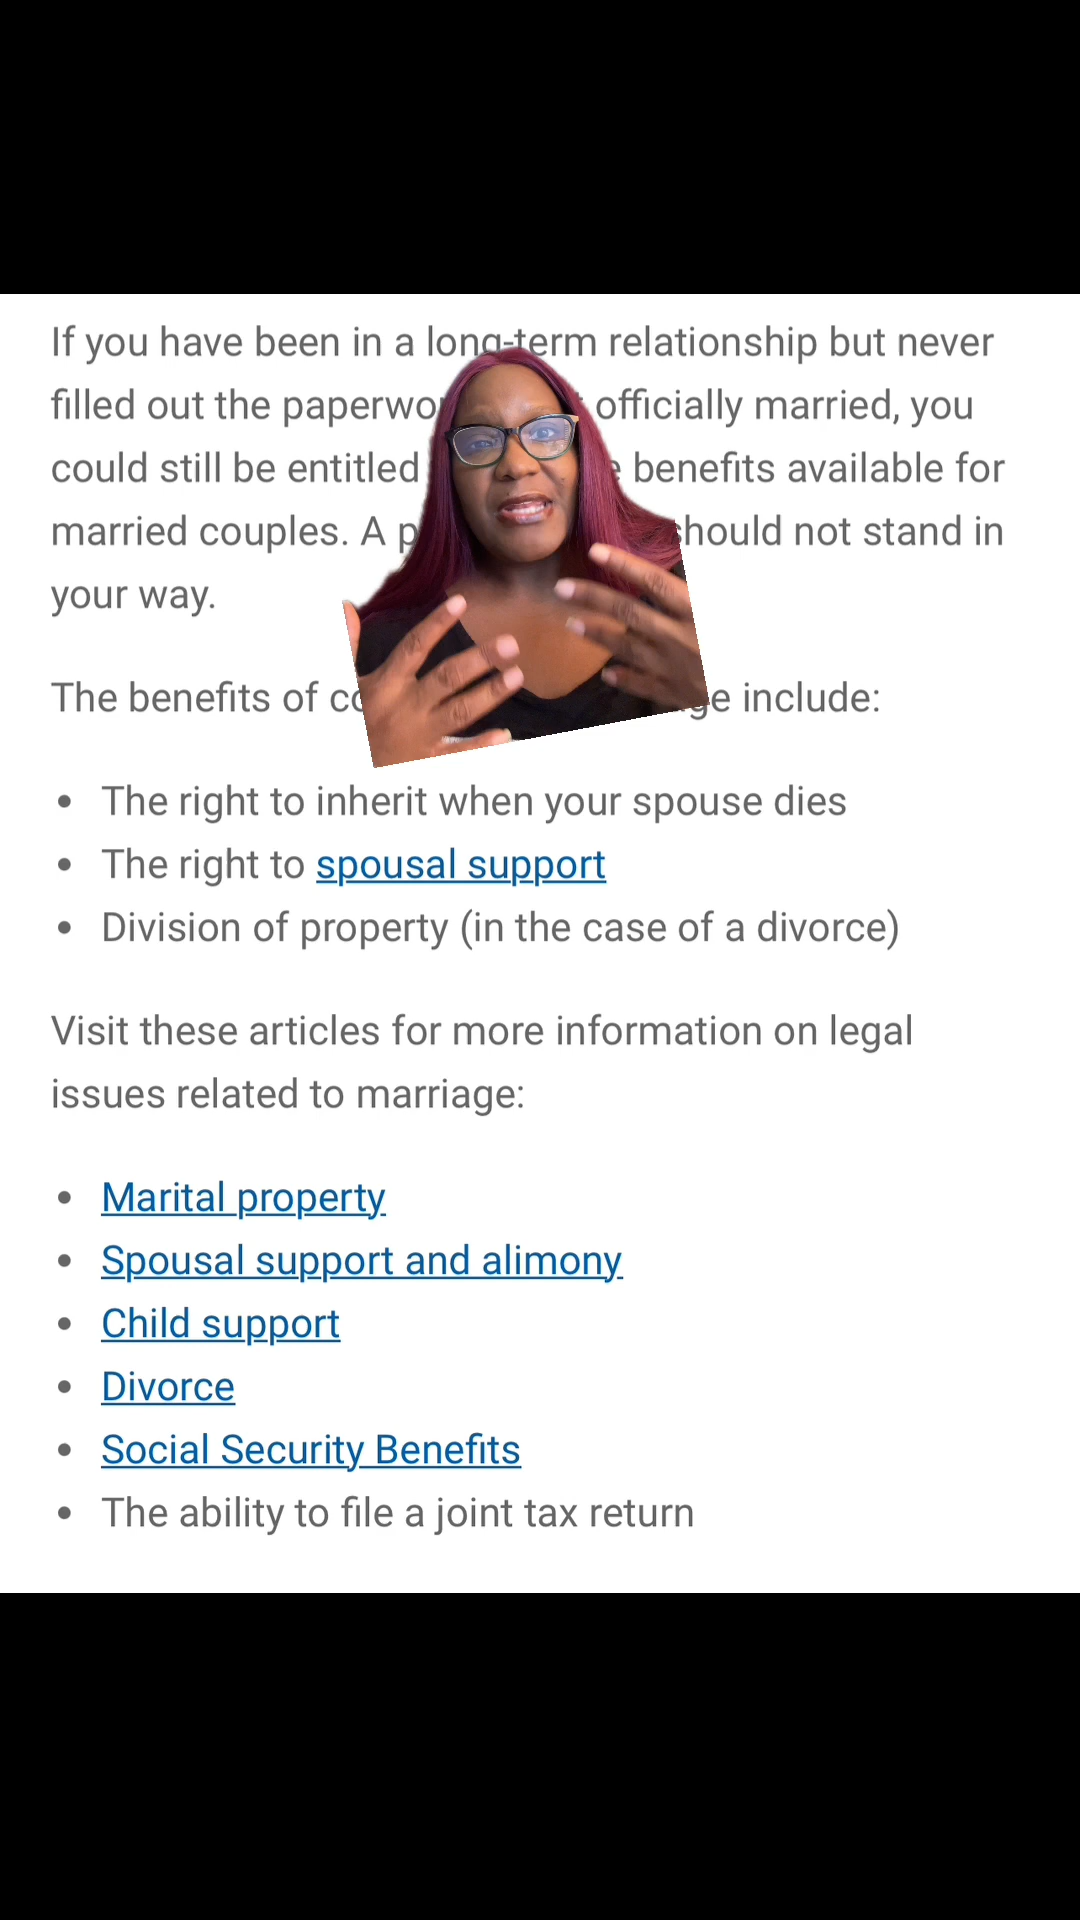 If you have been in a long-term relationship but never
filled out the officially married, you
could still be entitled benefits available for
married couples. A should not stand in
your way.
The benefits of include:
• The right to inherit when your spouse dies
• The right to spousal support
• Division of property (in the case of a divorce)
Visit these articles for more information on legal
issues related to marriage:
• Marital property
• Spousal support and alimony
• Child support
• Divorce
• Social Security Benefits
• The ability to file a joint tax return